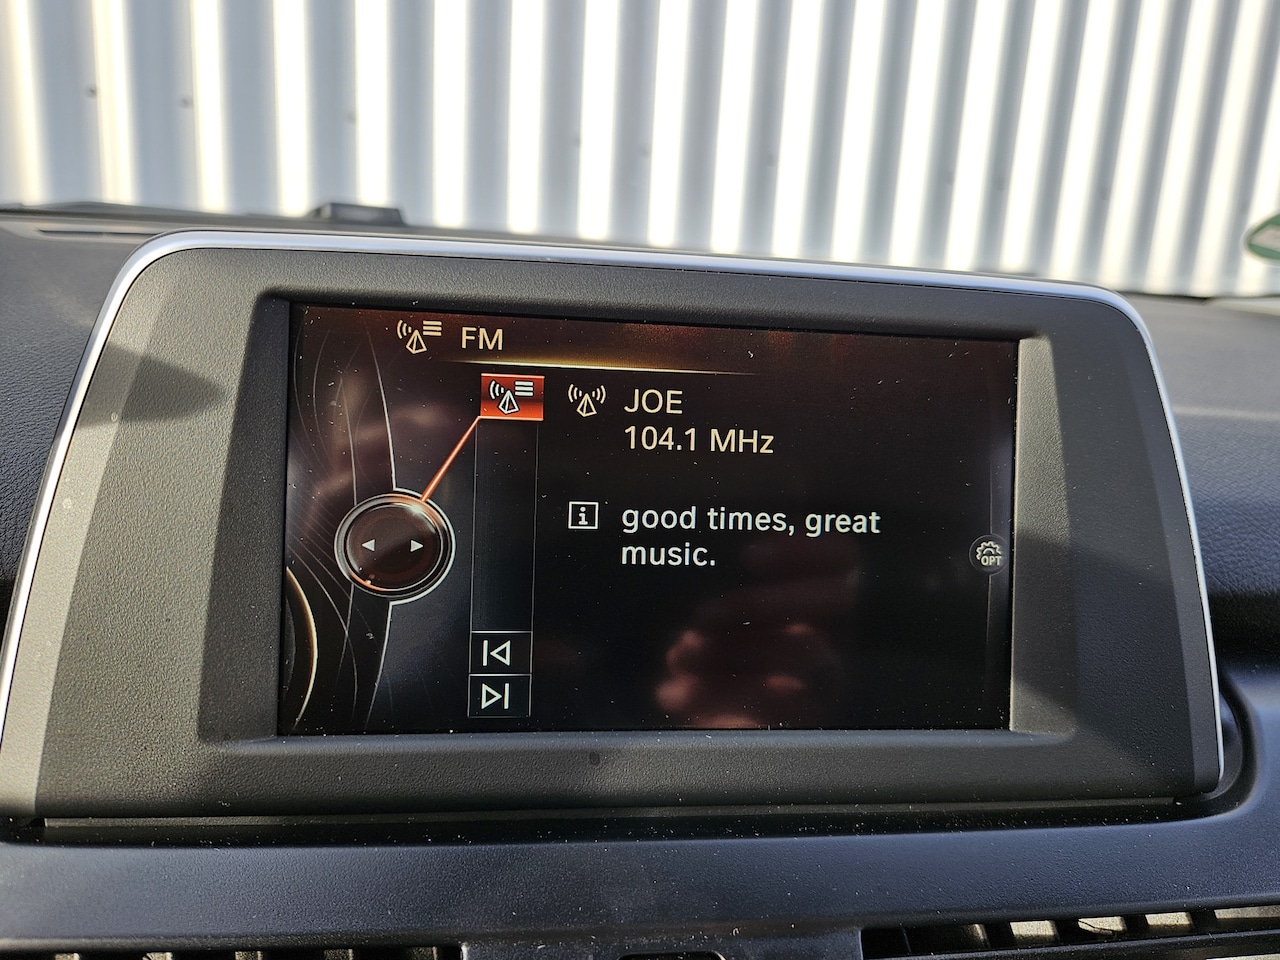 FM
JOE
104.1 MHz
i good times, great
music.
OPT